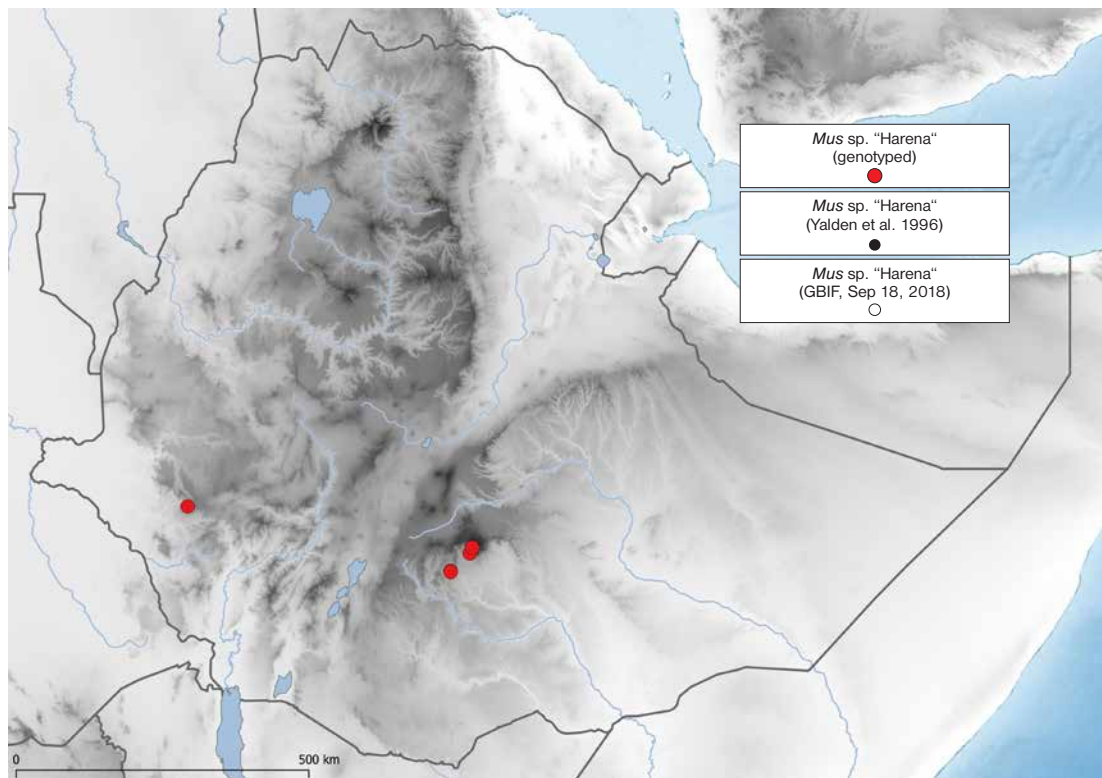 Mus sp. "Harena“
(genotyped)
Mus sp. "Harena“
(Yalden et al. 1996)
Mus sp. "Harena“
(GBIF, Sep 18, 2018)
0
500 km